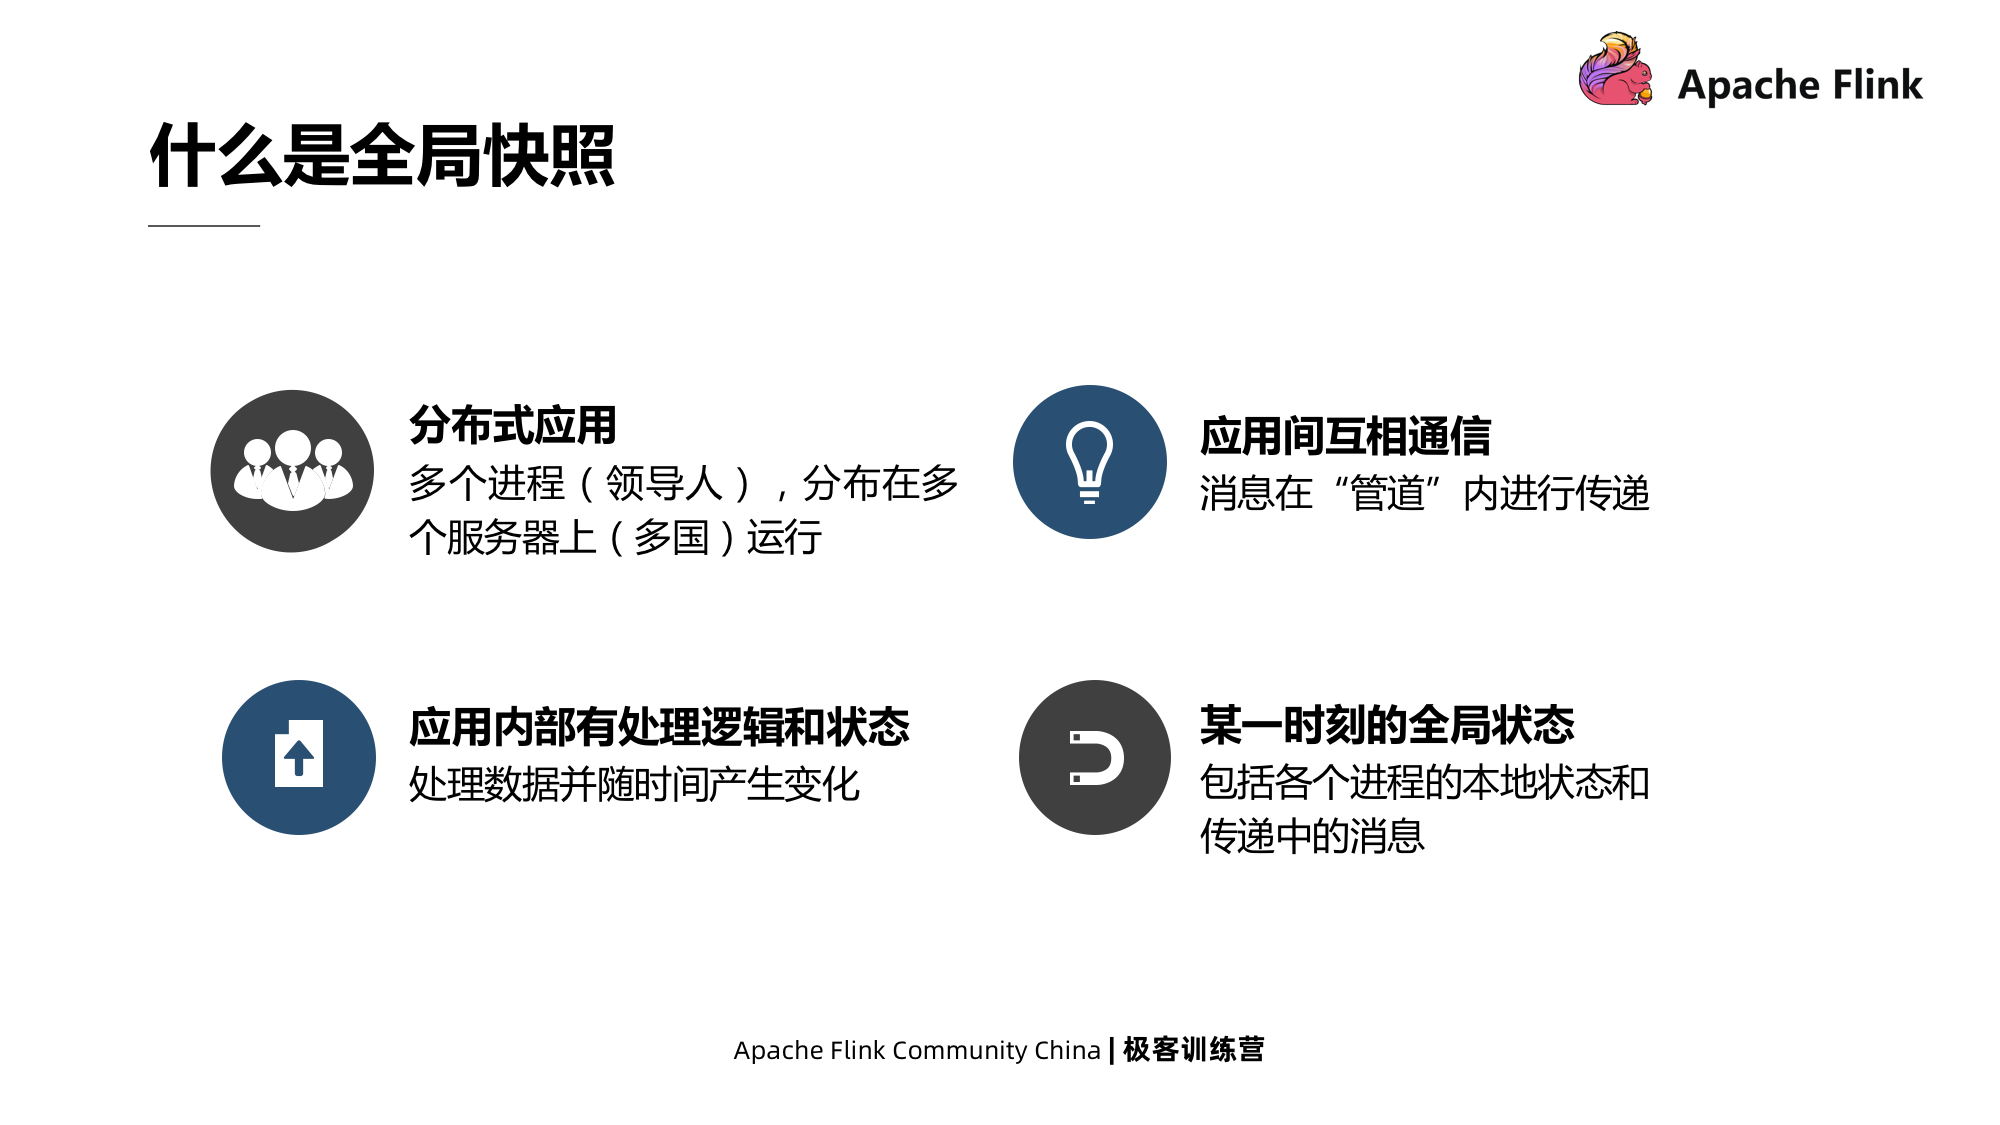 Apache Flink
什么是全局快照
分布式应用
多个进程（领导人），分布在多
个服务器上（多国）运行
应用间互相通信
消息在“管道”内进行传递
应用内部有处理逻辑和状态
处理数据并随时间产生变化
某一时刻的全局状态
包括各个进程的本地状态和
传递中的消息
Apache Flink Community China | 极客训练营